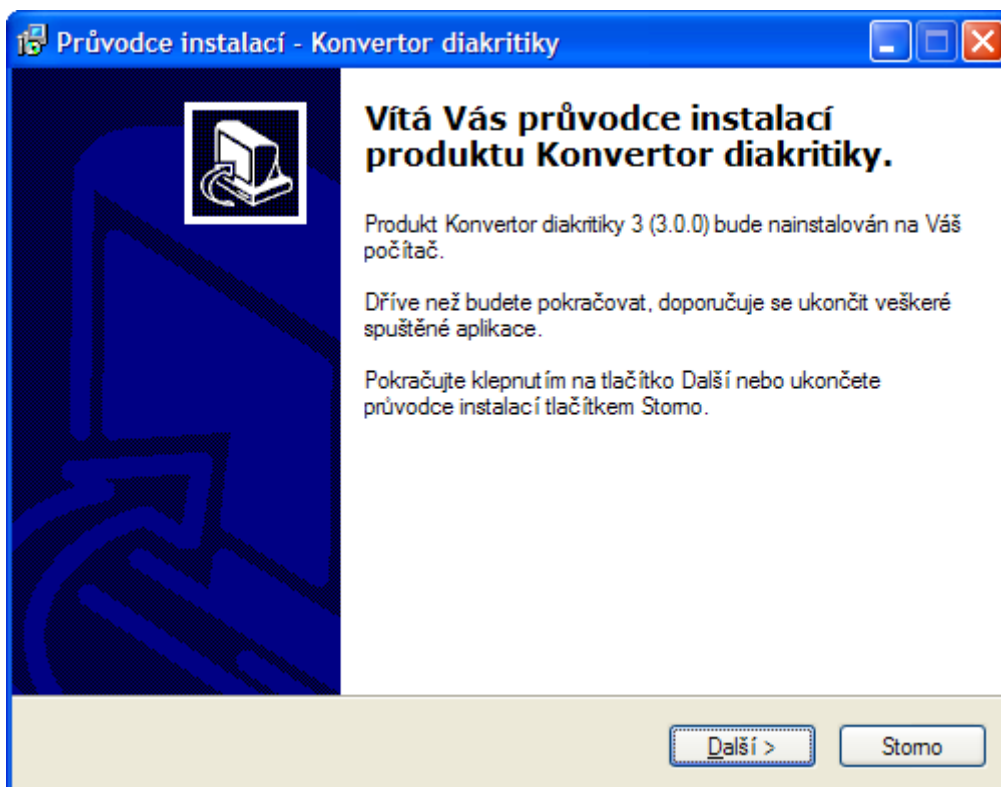 Průvodce instalací - Konvertor diakritiky
Vítá Vás průvodce instalací
produktu Konvertor diakritiky.
Produkt Konvertor diakritiky 3 (3.0.0) bude nainstalován na Váš
počítač.
Dříve než budete pokračovat, doporučuje se ukončit veškeré
spuštěné aplikace.
Pokračujte klepnutím na tlačítko Další nebo ukončete
průvodce instalací tlačítkem Storno.
Další >
Storno